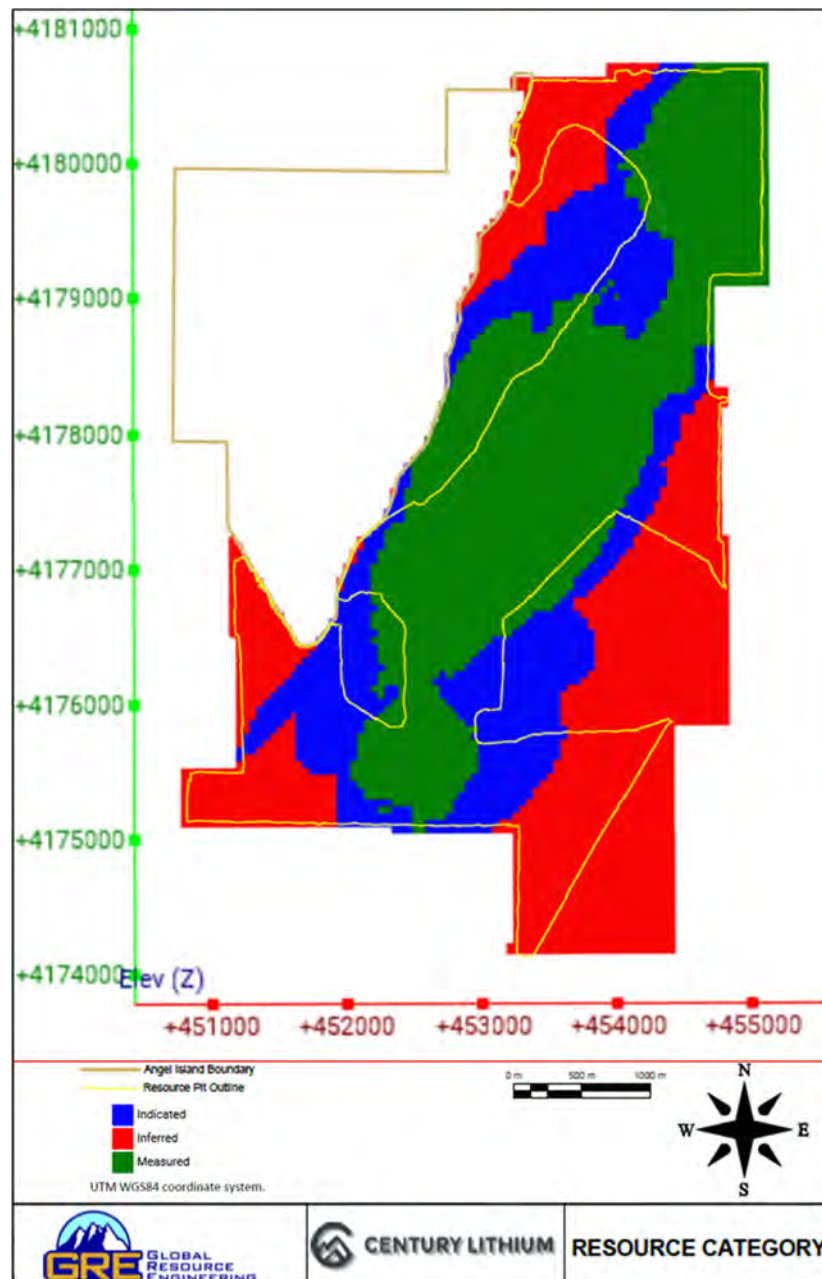 +4181000
+4180000
+4179000
+4178000
+4177000
+4176000
+4175000
+4174000
Elev (Z)
+451000 +452000 +453000 +454000 +455000
Angel Island Boundary
Resource Pit Outline
0 m 500 m 1000 m
Indicated
Inferred
Measured
UTM WGS84 coordinate system.
N
W E
S
GRE GLOBAL
RESOURCE
ENGINEERING
CENTURY LITHIUM
RESOURCE CATEGORY